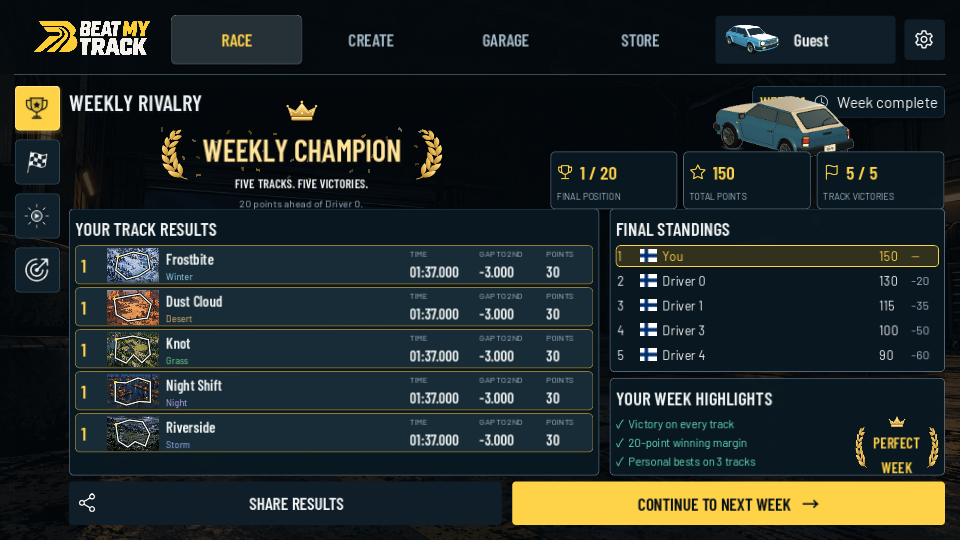 BEAT MY
TRACK
RACE
CREATE
GARAGE
STORE
Guest
WEEKLY RIVALRY
Week complete
WEEKLY CHAMPION
FIVE TRACKS. FIVE VICTORIES.
20 points ahead of Driver 0.
1 / 20
FINAL POSITION
150
TOTAL POINTS
5 / 5
TRACK VICTORIES
YOUR TRACK RESULTS
1 Frostbite TIME GAP TO 2ND POINTS
Winter 01:37.000 -3.000 30
1 Dust Cloud TIME GAP TO 2ND POINTS
Desert 01:37.000 -3.000 30
1 Knot TIME GAP TO 2ND POINTS
Grass 01:37.000 -3.000 30
1 Night Shift TIME GAP TO 2ND POINTS
Night 01:37.000 -3.000 30
1 Riverside TIME GAP TO 2ND POINTS
Storm 01:37.000 -3.000 30
FINAL STANDINGS
1 You 150 –
2 Driver 0 130 -20
3 Driver 1 115 -35
4 Driver 3 100 -50
5 Driver 4 90 -60
YOUR WEEK HIGHLIGHTS
✓ Victory on every track
✓ 20-point winning margin
✓ Personal bests on 3 tracks
PERFECT
WEEK
SHARE RESULTS
CONTINUE TO NEXT WEEK →